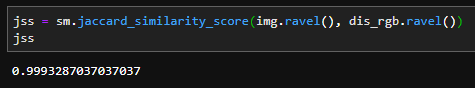 jss = sm.jaccard_similarity_score(img.ravel(), dis_rgb.ravel())
jss
0.9993287037037037